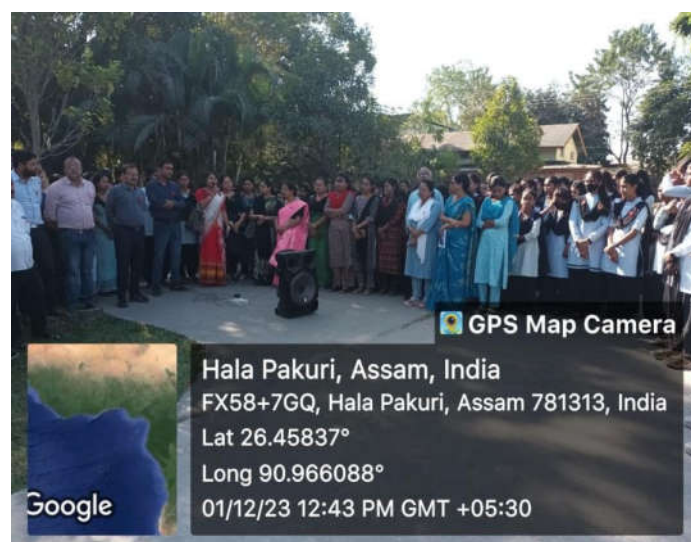 GPS Map Camera
Hala Pakuri, Assam, India
FX58+7GQ, Hala Pakuri, Assam 781313, India
Lat 26.45837°
Long 90.966088°
01/12/23 12:43 PM GMT +05:30
Google